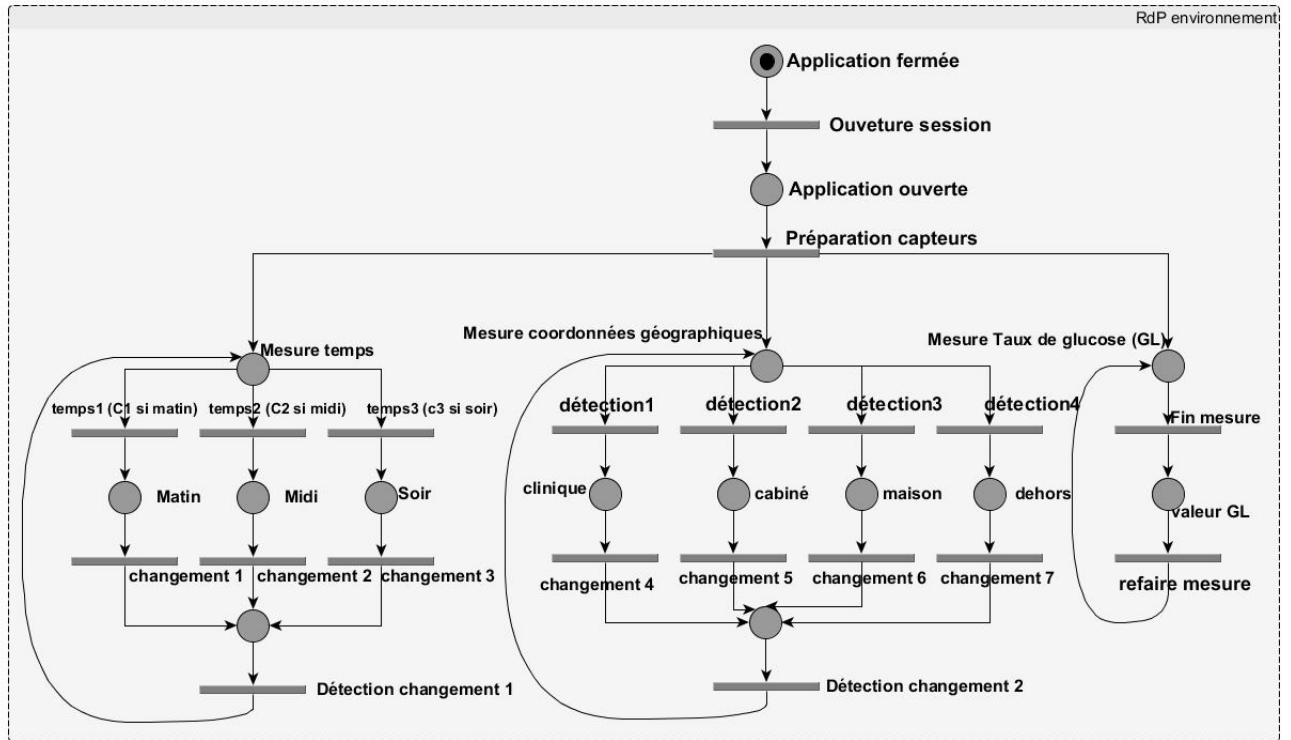 RdP environnement
Application fermée
Ouveture session
Application ouverte
Préparation capteurs
Mesure coordonnées géographiques
Mesure Taux de glucose (GL)
Mesure temps
temps1 (C1 si matin)
temps2 (C2 si midi)
temps3 (c3 si soir)
détection1
détection2
détection3
détection4
Fin mesure
Matin
Midi
Soir
clinique
cabiné
maison
dehors
valeur GL
changement 1
changement 2
changement 3
changement 4
changement 5
changement 6
changement 7
refaire mesure
Détection changement 1
Détection changement 2